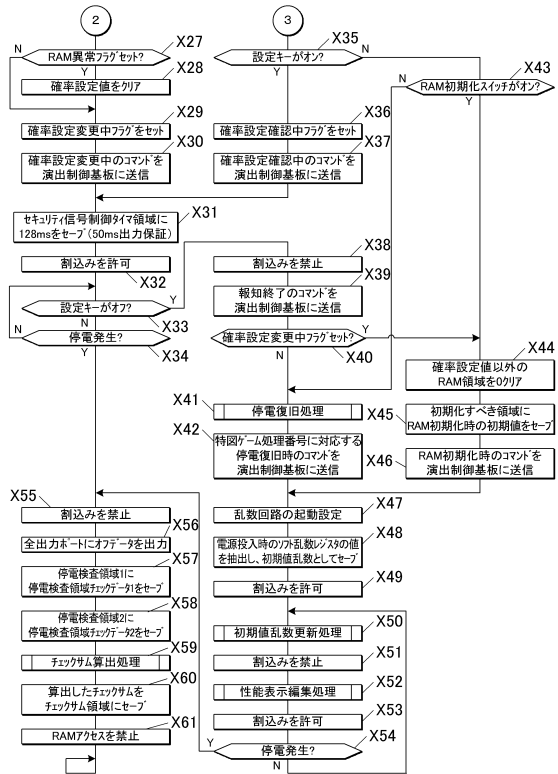 2
RAM異常フラグセット?
X27
N
Y
X28
確率設定値をクリア
X29
確率設定変更中フラグをセット
X30
確率設定変更中のコマンドを
演出制御基板に送信
3
X35
設定キーがオン?
N
Y
X36
確率設定確認中フラグをセット
X37
確率設定確認中のコマンドを
演出制御基板に送信
X43
RAM初期化スイッチがオン?
N
Y
X31
セキュリティ信号制御タイマ領域に
128msをセーブ(50ms出力保証)
割込みを許可
X32
設定キーがオフ?
Y
N
X33
停電発生?
N
Y
X34
X38
割込みを禁止
X39
報知終了のコマンドを
演出制御基板に送信
確率設定変更中フラグセット?
Y
N
X40
X41
停電復旧処理
X42
特図ゲーム処理番号に対応する
停電復旧時のコマンドを
演出制御基板に送信
X44
確率設定値以外の
RAM領域を0クリア
X45
初期化すべき領域に
RAM初期化時の初期値をセーブ
X46
RAM初期化時のコマンドを
演出制御基板に送信
X47
乱数回路の起動設定
X48
電源投入時のソフト乱数レジスタの値
を抽出し、初期値乱数としてセーブ
X49
割込みを許可
X50
初期値乱数更新処理
X51
割込みを禁止
X52
性能表示編集処理
X53
割込みを許可
X54
停電発生?
Y
N
X55
割込みを禁止
X56
全出力ポートにオフデータを出力
X57
停電検査領域1に
停電検査領域チェックデータ1をセーブ
X58
停電検査領域2に
停電検査領域チェックデータ2をセーブ
X59
チェックサム算出処理
X60
算出したチェックサムを
チェックサム領域にセーブ
X61
RAMアクセスを禁止